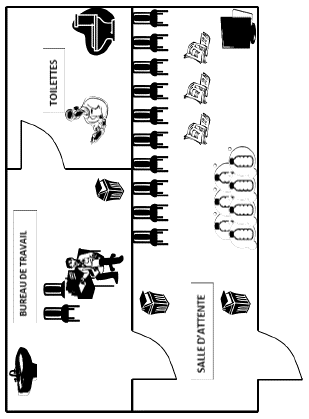 TOILETTES
BUREAU DE TRAVAIL
SALLE D'ATTENTE